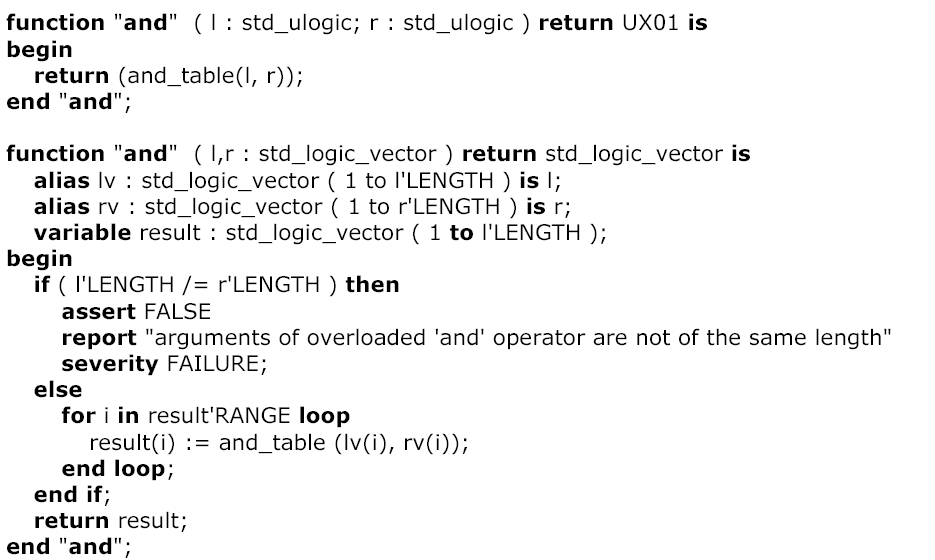 function "and"  ( l : std_ulogic; r : std_ulogic ) return UX01 is
begin
   return (and_table(l, r));
end "and";

function "and"  ( l,r : std_logic_vector ) return std_logic_vector is
   alias lv : std_logic_vector ( 1 to l'LENGTH ) is l;
   alias rv : std_logic_vector ( 1 to r'LENGTH ) is r;
   variable result : std_logic_vector ( 1 to l'LENGTH );
begin
   if ( l'LENGTH /= r'LENGTH ) then
      assert FALSE
      report "arguments of overloaded 'and' operator are not of the same length"
      severity FAILURE;
   else
      for i in result'RANGE loop
         result(i) := and_table (lv(i), rv(i));
      end loop;
   end if;
   return result;
end "and";